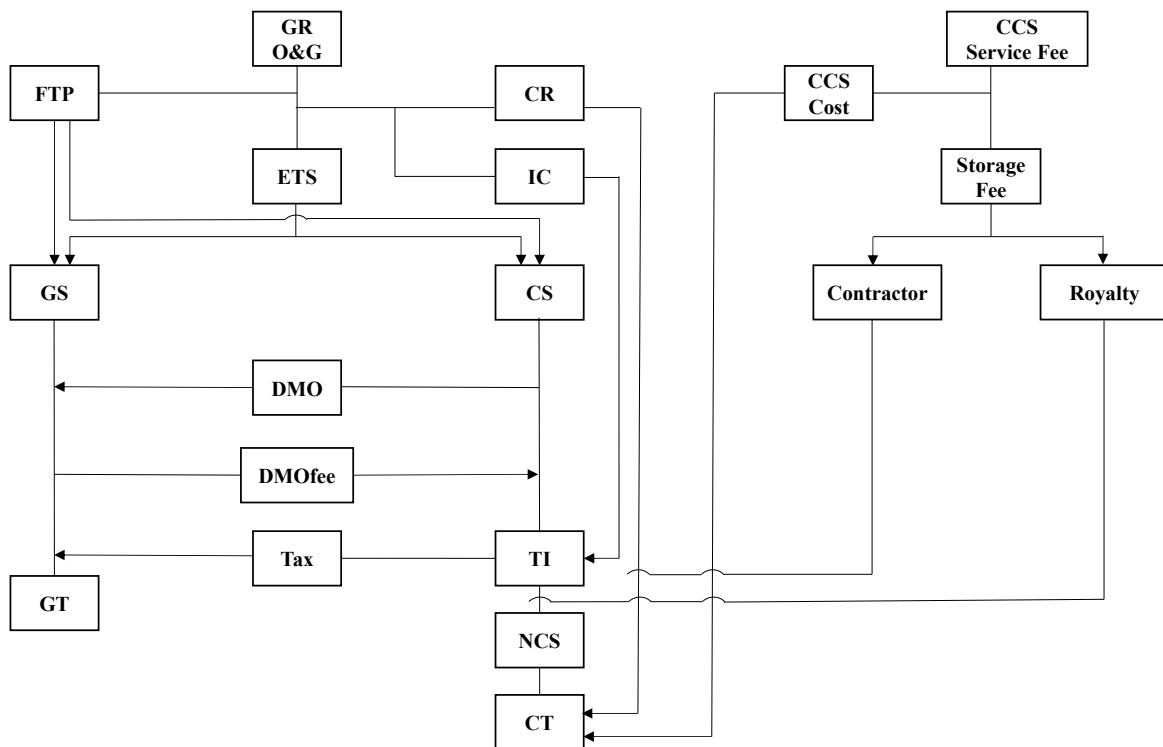 GR
O&G
CCS
Service Fee
FTP
CR
CCS
Cost
ETS
IC
Storage
Fee
GS
CS
Contractor
Royalty
DMO
DMOfee
Tax
TI
GT
NCS
CT